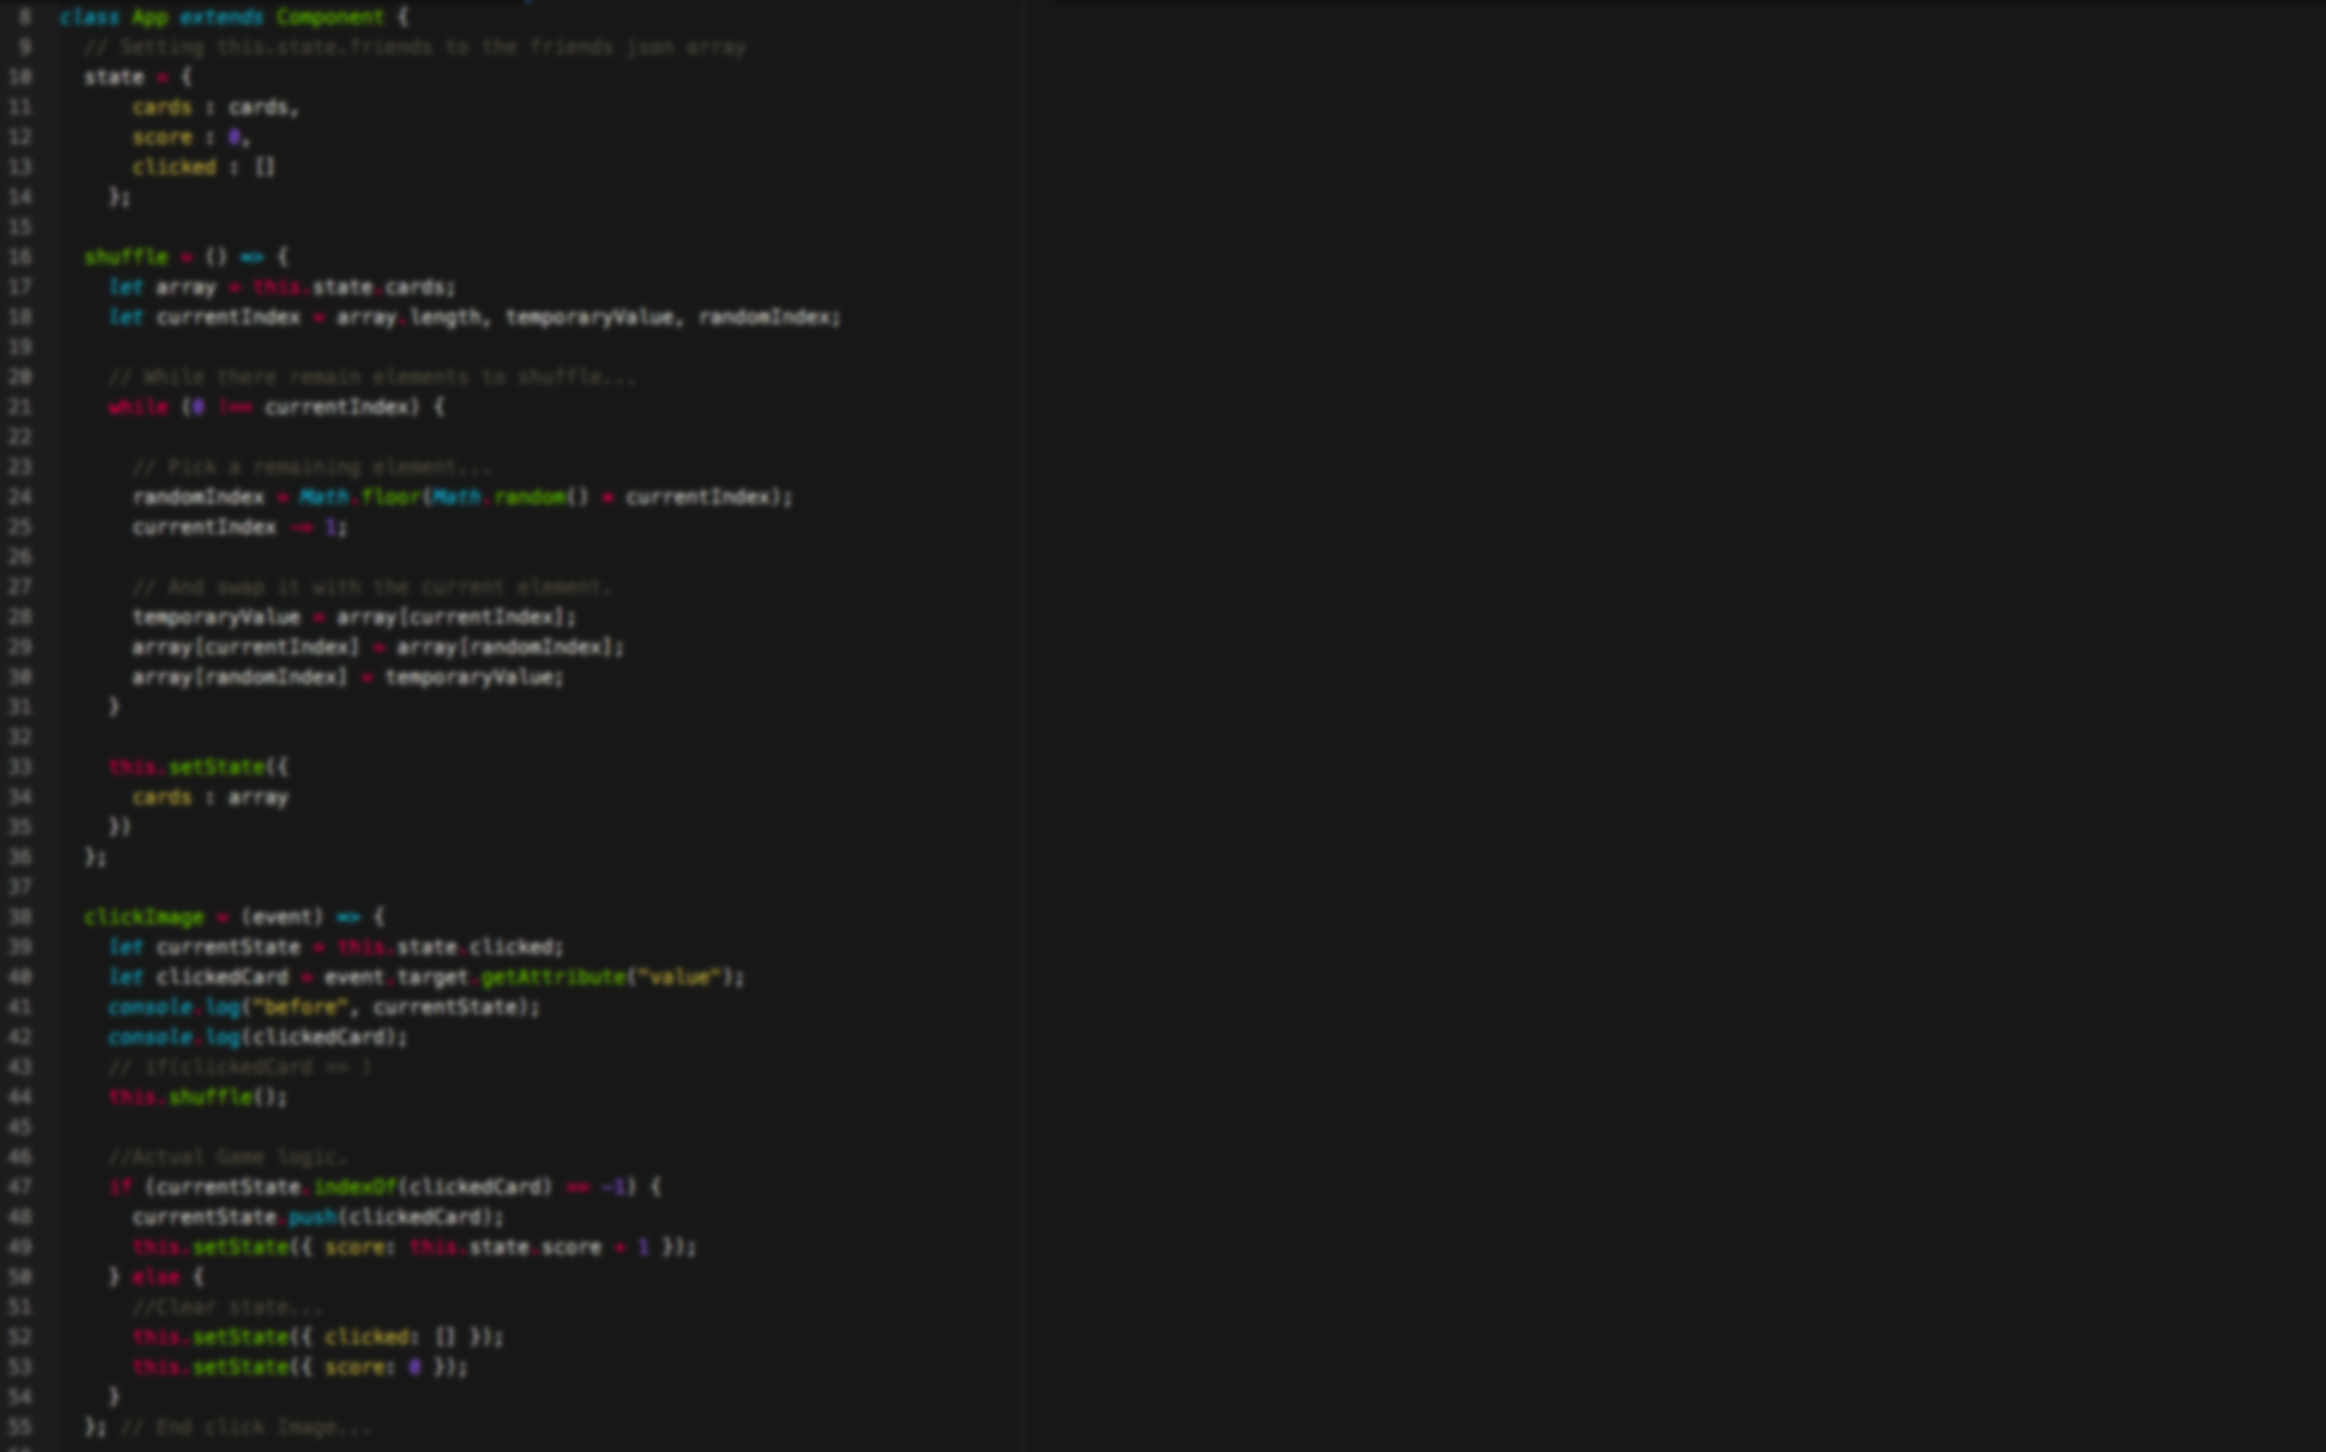 8 class App extends Component {
9 // Setting this.state.friends to the friends json array
10 state = {
11 cards : cards,
12 score : 0,
13 clicked : []
14 };
15
16 shuffle = () => {
17 let array = this.state.cards;
18 let currentIndex = array.length, temporaryValue, randomIndex;
19
20 // While there remain elements to shuffle...
21 while (0 !== currentIndex) {
22
23 // Pick a remaining element...
24 randomIndex = Math.floor(Math.random() * currentIndex);
25 currentIndex -= 1;
26
27 // And swap it with the current element.
28 temporaryValue = array[currentIndex];
29 array[currentIndex] = array[randomIndex];
30 array[randomIndex] = temporaryValue;
31 }
32
33 this.setState({
34 cards : array
35 })
36 };
37
38 clickImage = (event) => {
39 let currentState = this.state.clicked;
40 let clickedCard = event.target.getAttribute("value");
41 console.log("before", currentState);
42 console.log(clickedCard);
43 // if(clickedCard == )
44 this.shuffle();
45
46 //Actual Game logic.
47 if (currentState.indexOf(clickedCard) == -1) {
48 currentState.push(clickedCard);
49 this.setState({ score: this.state.score + 1 });
50 } else {
51 //Clear state...
52 this.setState({ clicked: [] });
53 this.setState({ score: 0 });
54 }
55 }; // End click Image...